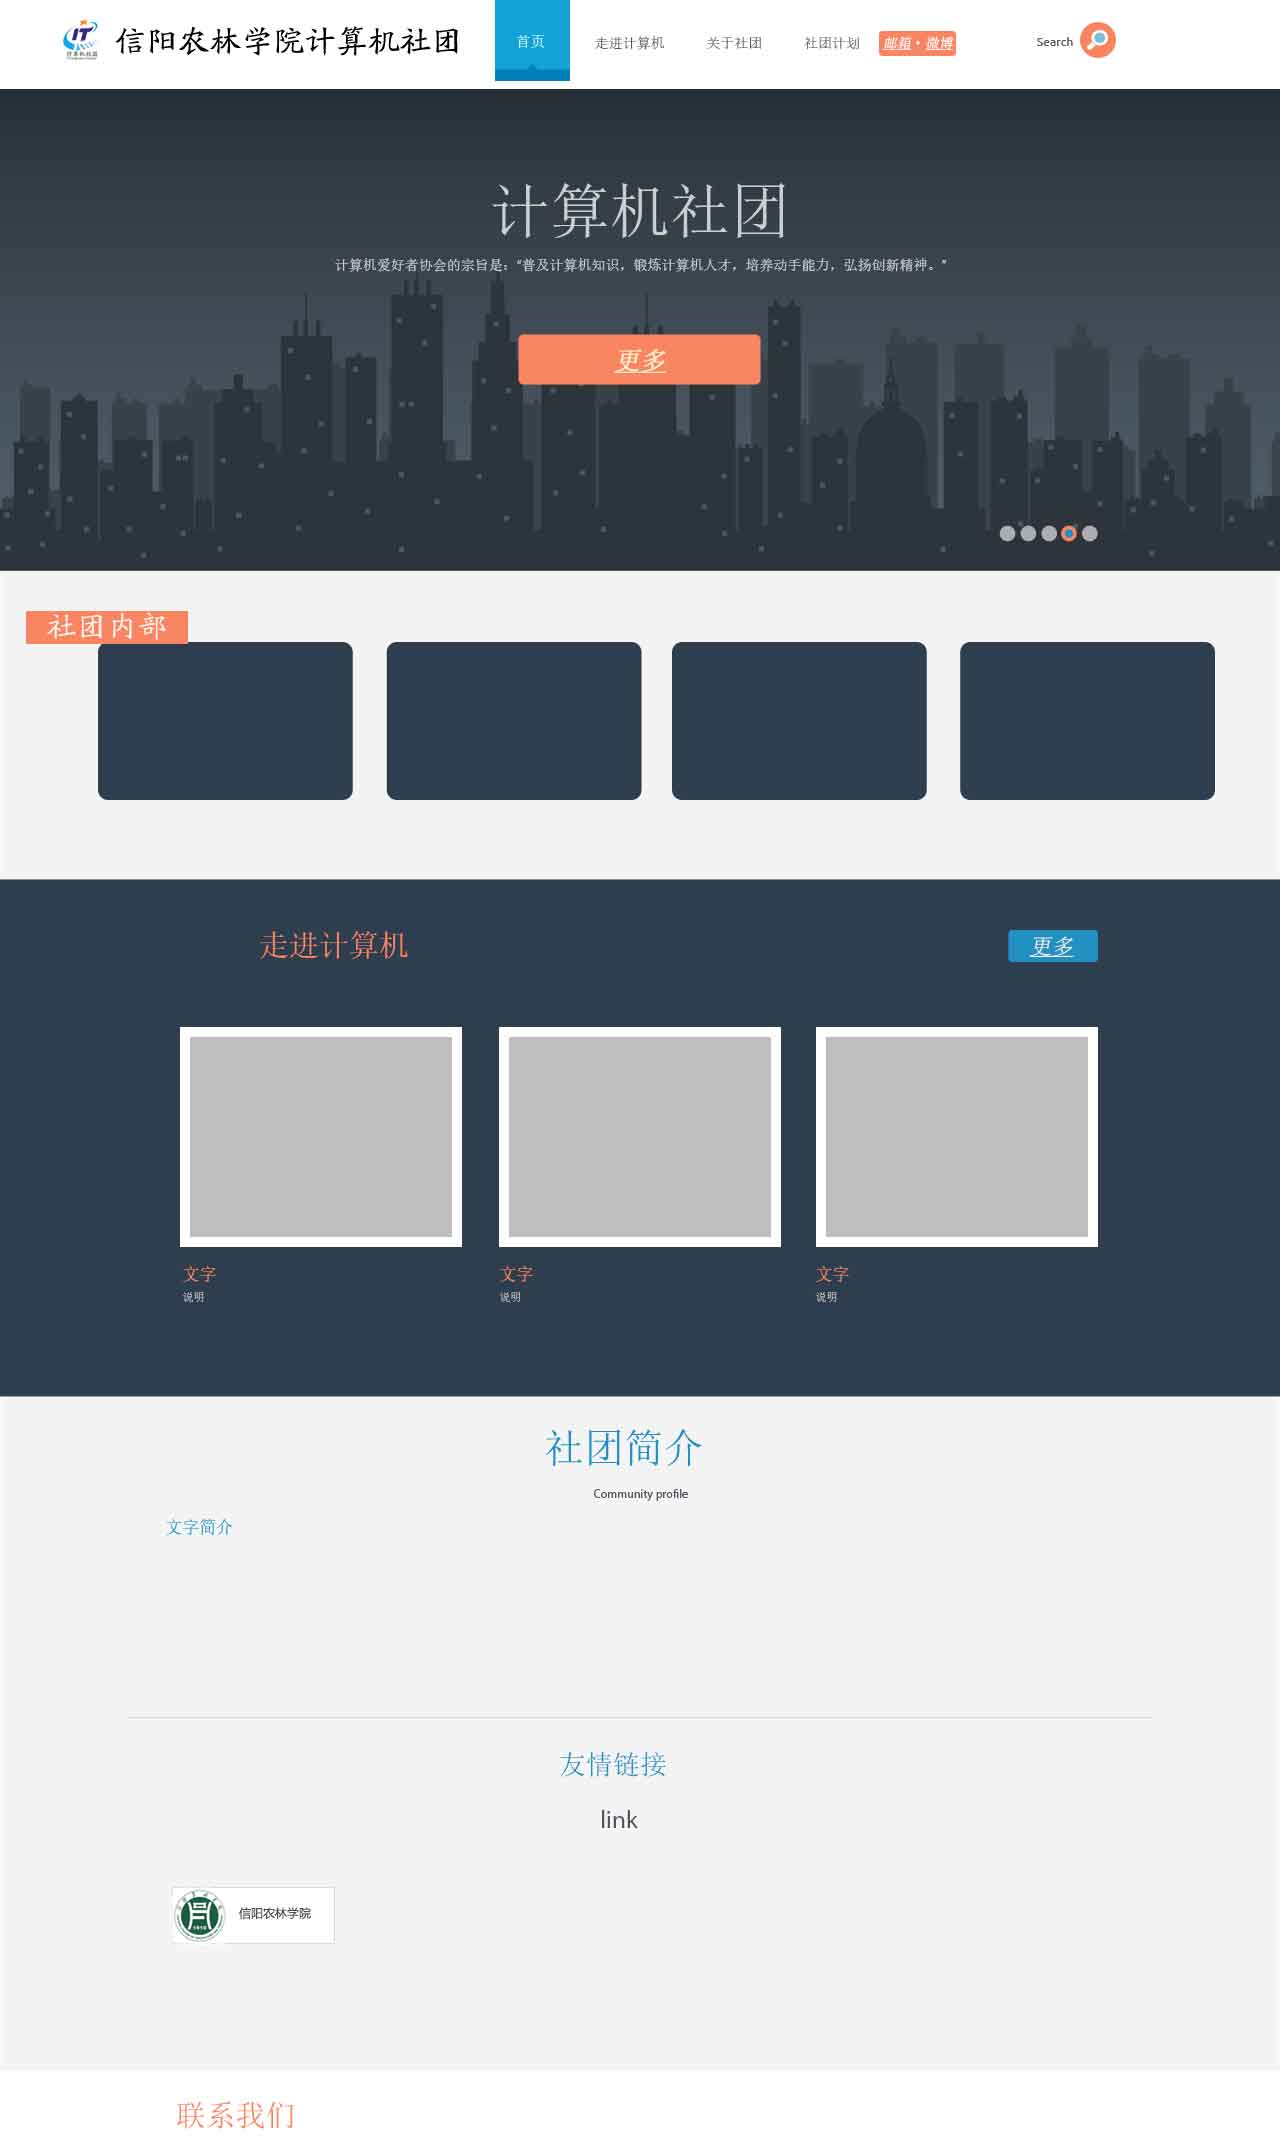 IT
计算机社团
信阳农林学院计算机社团
首页
走进计算机
关于社团
社团计划
邮箱·微博
Search
计算机社团
计算机爱好者协会的宗旨是：“普及计算机知识，锻炼计算机人才，培养动手能力，弘扬创新精神。”
更多
社团内部
走进计算机
更多
文字
说明
文字
说明
文字
说明
社团简介
Community profile
文字简介
友情链接
link
信阳农林学院
联系我们